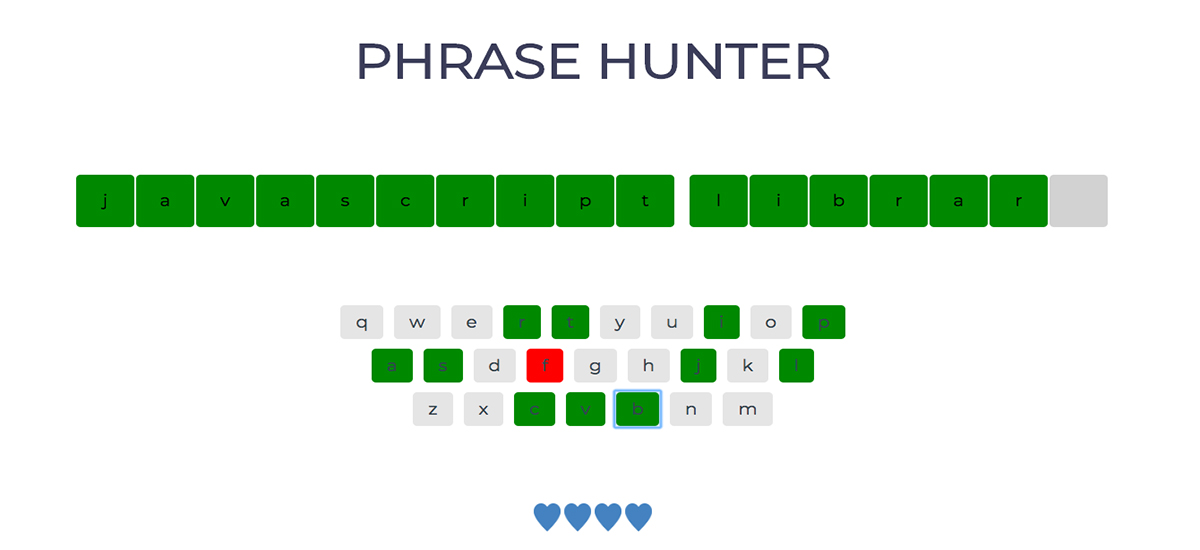 PHRASE HUNTER
j a v a s c r i p t l i b r a r
q w e r t y u i o p
a s d f g h j k l
z x c v b n m